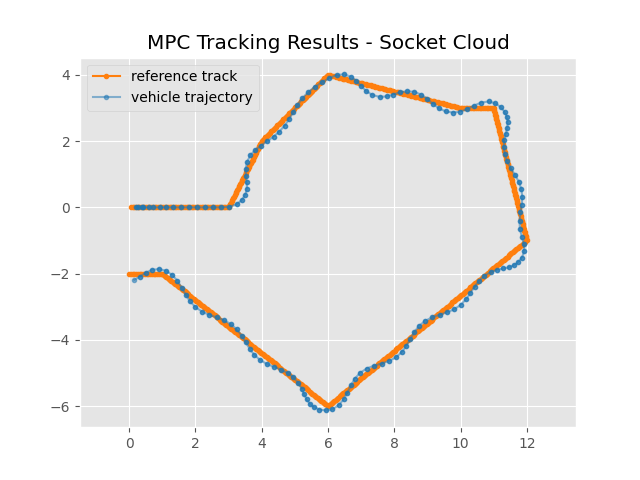 MPC Tracking Results - Socket Cloud
reference track
vehicle trajectory
4
2
0
−2
−4
−6
0 2 4 6 8 10 12